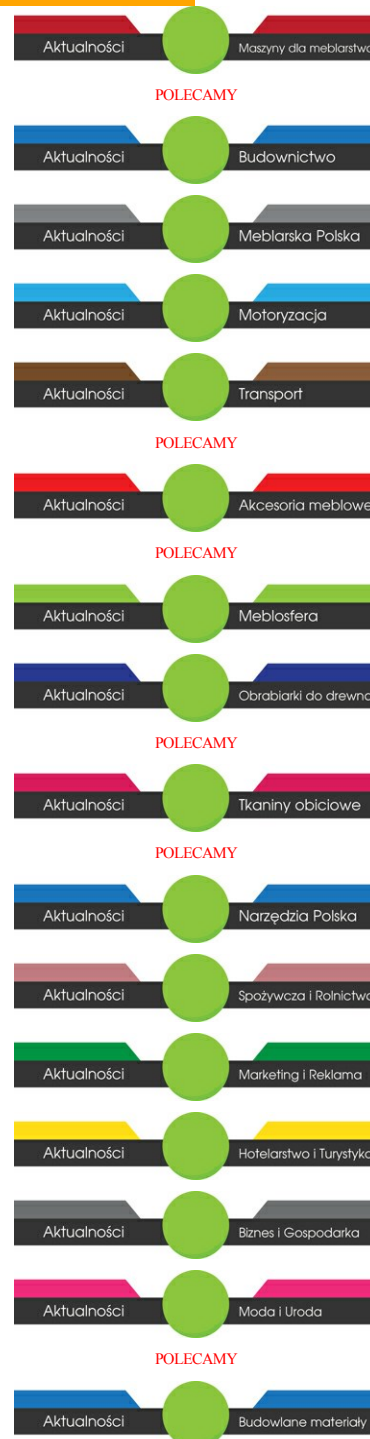 Aktualności Maszyny dla meblarstwa
POLECAMY
Aktualności Budownictwo
Aktualności Meblarska Polska
Aktualności Motoryzacja
Aktualności Transport
POLECAMY
Aktualności Akcesoria meblowe
POLECAMY
Aktualności Meblosfera
Aktualności Obrabiarki do drewna
POLECAMY
Aktualności Tkaniny obiciowe
POLECAMY
Aktualności Narzędzia Polska
Aktualności Spożywcza i Rolnictwo
Aktualności Marketing i Reklama
Aktualności Hotelarstwo i Turystyka
Aktualności Biznes i Gospodarka
Aktualności Moda i Uroda
POLECAMY
Aktualności Budowlane materiały